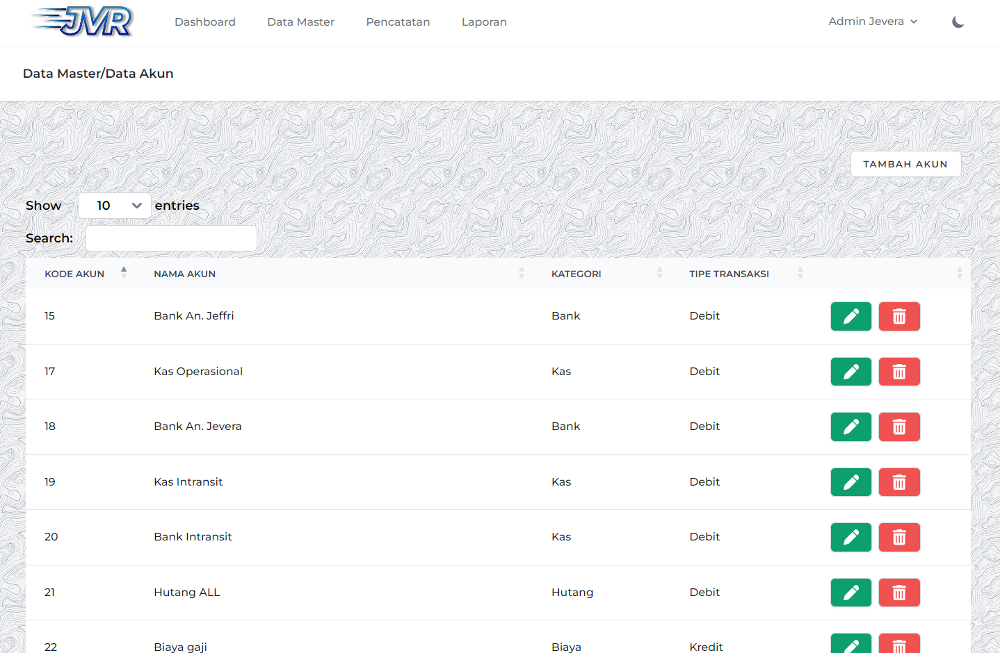 JVR Dashboard Data Master Pencatatan Laporan Admin Jevera
Data Master/Data Akun
TAMBAH AKUN
Show 10 entries
Search:
KODE AKUN NAMA AKUN KATEGORI TIPE TRANSAKSI
15 Bank An. Jeffri Bank Debit
17 Kas Operasional Kas Debit
18 Bank An. Jevera Bank Debit
19 Kas Intransit Kas Debit
20 Bank Intransit Kas Debit
21 Hutang ALL Hutang Debit
22 Biaya gaji Biaya Kredit